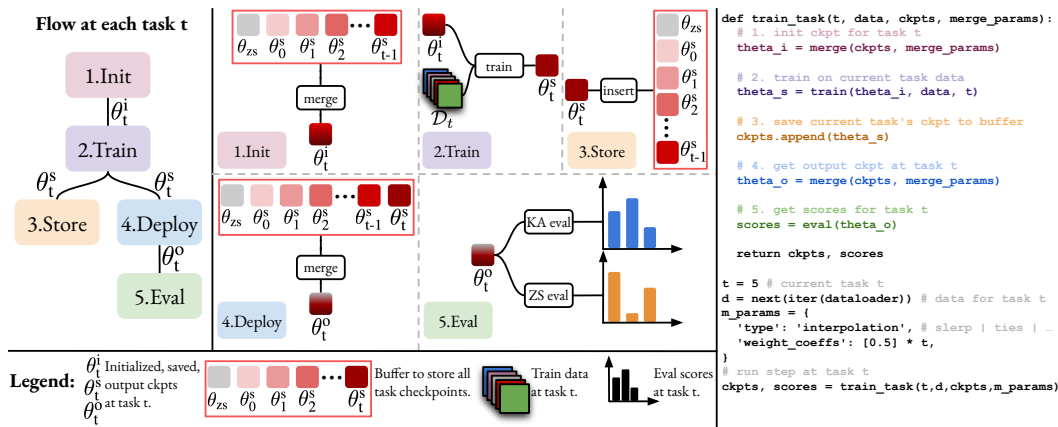 Flow at each task t
1.Init
θ_t^i
2.Train
θ_t^s
θ_t^s
3.Store
4.Deploy
θ_t^o
5.Eval
θ_zs θ_0^s θ_1^s θ_2^s θ_t-1^s
merge
θ_t^i
1.Init
θ_t^i
train
θ_t^s
D_t
2.Train
θ_t^s
insert
θ_zs
θ_0^s
θ_1^s
θ_2^s
θ_t-1^s
3.Store
θ_zs θ_0^s θ_1^s θ_2^s θ_t-1^s θ_t^s
merge
θ_t^o
4.Deploy
KA eval
θ_t^o
ZS eval
5.Eval
Legend:
θ_t^i Initialized, saved,
θ_t^s output ckpts
θ_t^o at task t.
θ_zs θ_0^s θ_1^s θ_2^s θ_t^s
Buffer to store all
task checkpoints.
Train data
at task t.
Eval scores
at task t.
def train_task(t, data, ckpts, merge_params):
# 1. init ckpt for task t
theta_i = merge(ckpts, merge_params)
# 2. train on current task data
theta_s = train(theta_i, data, t)
# 3. save current task's ckpt to buffer
ckpts.append(theta_s)
# 4. get output ckpt at task t
theta_o = merge(ckpts, merge_params)
# 5. get scores for task t
scores = eval(theta_o)
return ckpts, scores
t = 5 # current task t
d = next(iter(dataloader)) # data for task t
m_params = {
'type': 'interpolation', # slerp | ties | …
'weight_coeffs': [0.5] * t,
}
# run step at task t
ckpts, scores = train_task(t,d,ckpts,m_params)